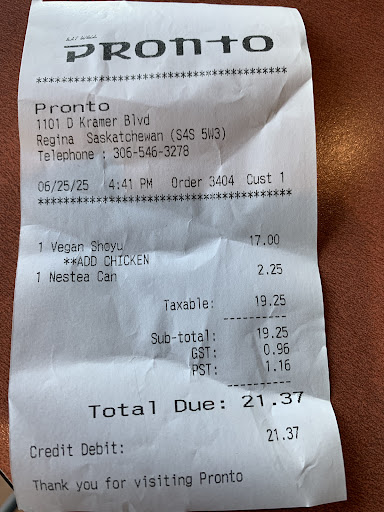 PRONTO
****************************************
Pronto
1101 D Kramer Blvd
Regina Saskatchewan (S4S 5W3)
Telephone : 306-546-3278
06/25/25 4:41 PM Order 3404 Cust 1
****************************************
1 Vegan Shoyu 17.00
**ADD CHICKEN
1 Nestea Can 2.25
Taxable: 19.25
----------
Sub-total: 19.25
GST: 0.96
PST: 1.16
----------
Total Due: 21.37
Credit Debit: 21.37
Thank you for visiting Pronto